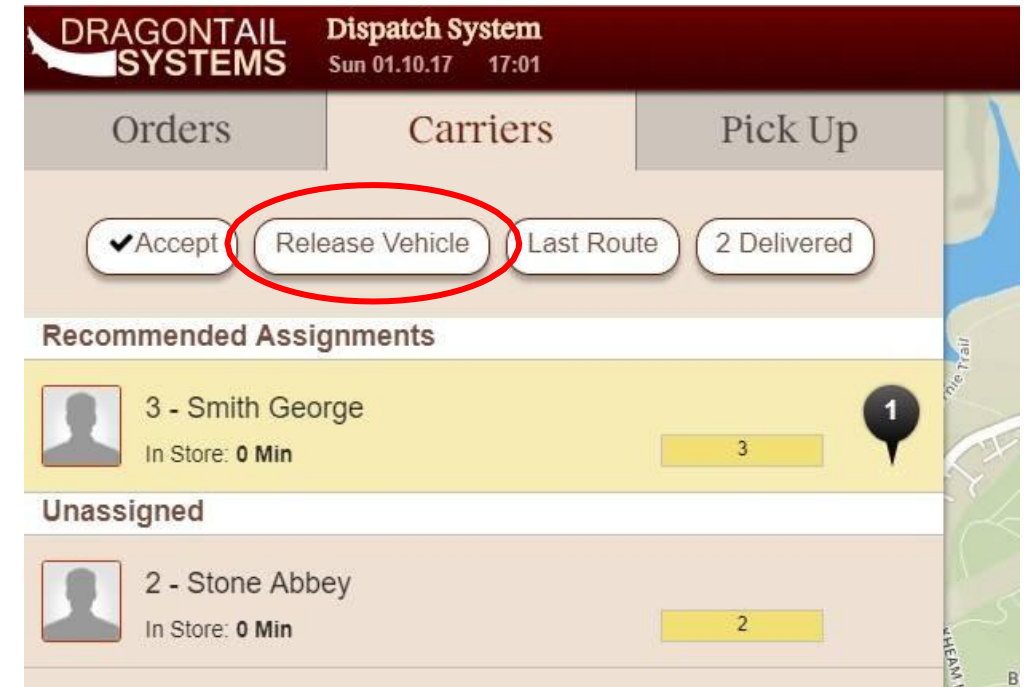 DRAGONTAIL SYSTEMS
Dispatch System
Sun 01.10.17 17:01
Orders Carriers Pick Up
Accept Release Vehicle Last Route 2 Delivered
Recommended Assignments
3 - Smith George
1
In Store: 0 Min 3
Unassigned
2 - Stone Abbey
In Store: 0 Min 2
Trail
B